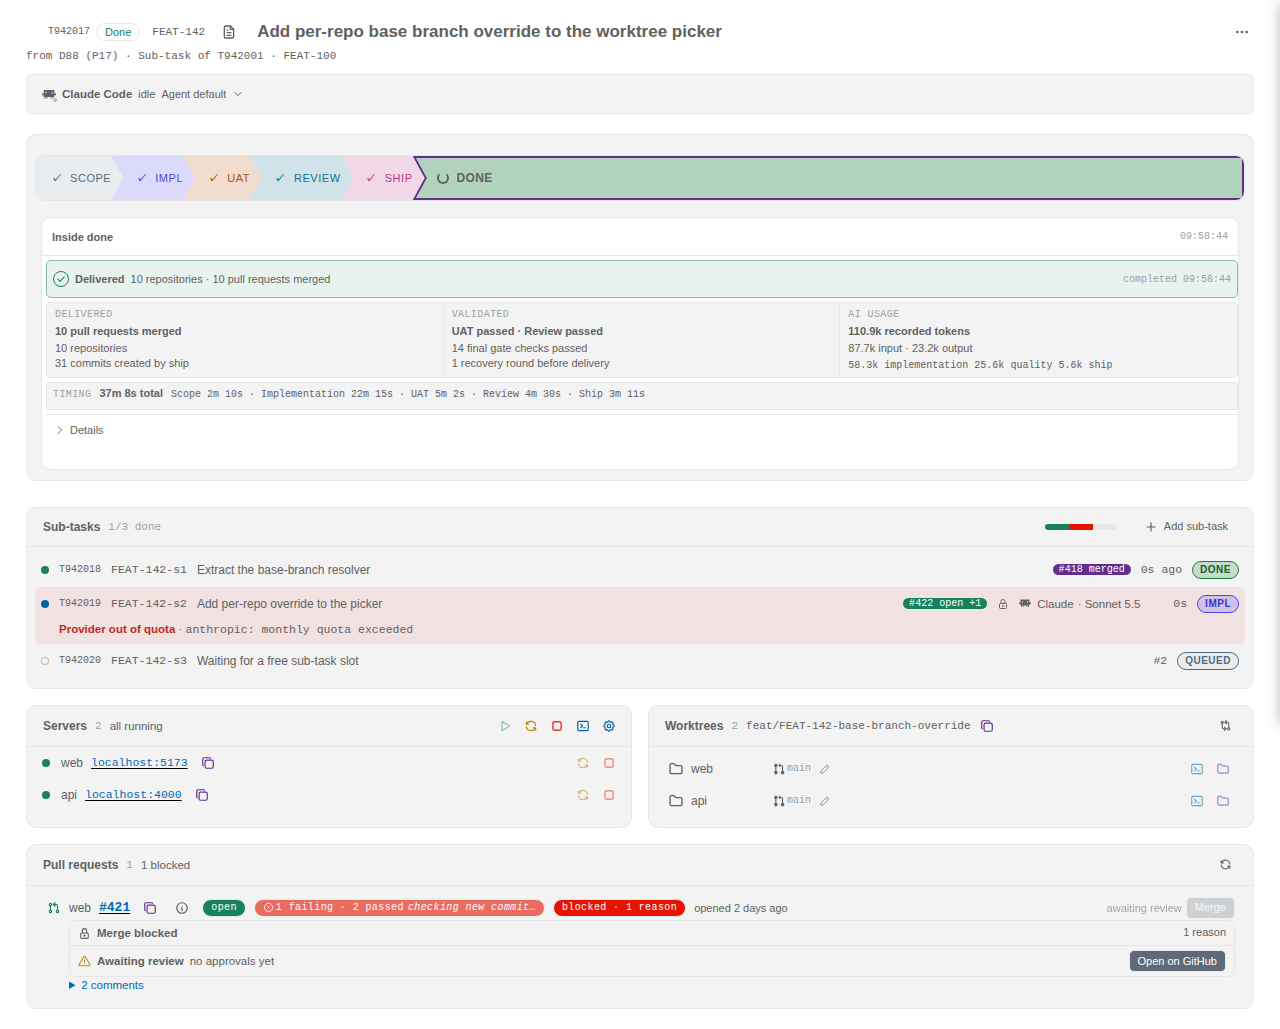 T942017 Done FEAT-142 Add per-repo base branch override to the worktree picker
from D88 (P17) · Sub-task of T942001 · FEAT-100
Claude Code idle Agent default
SCOPE IMPL UAT REVIEW SHIP DONE
Inside done 09:58:44
Delivered 10 repositories · 10 pull requests merged completed 09:58:44
DELIVERED VALIDATED AI USAGE
10 pull requests merged UAT passed · Review passed 110.9k recorded tokens
10 repositories 14 final gate checks passed 87.7k input · 23.2k output
31 commits created by ship 1 recovery round before delivery 58.3k implementation 25.6k quality 5.6k ship
TIMING 37m 8s total Scope 2m 10s · Implementation 22m 15s · UAT 5m 2s · Review 4m 30s · Ship 3m 11s
Details
Sub-tasks 1/3 done Add sub-task
T942018 FEAT-142-s1 Extract the base-branch resolver #418 merged 0s ago DONE
T942019 FEAT-142-s2 Add per-repo override to the picker #422 open +1 Claude · Sonnet 5.5 0s IMPL
Provider out of quota · anthropic: monthly quota exceeded
T942020 FEAT-142-s3 Waiting for a free sub-task slot #2 QUEUED
Servers 2 all running
web localhost:5173
api localhost:4000
Worktrees 2 feat/FEAT-142-base-branch-override
web main
api main
Pull requests 1 1 blocked
web #421 open 1 failing · 2 passed checking new commit… blocked · 1 reason opened 2 days ago awaiting review Merge
Merge blocked 1 reason
Awaiting review no approvals yet Open on GitHub
2 comments